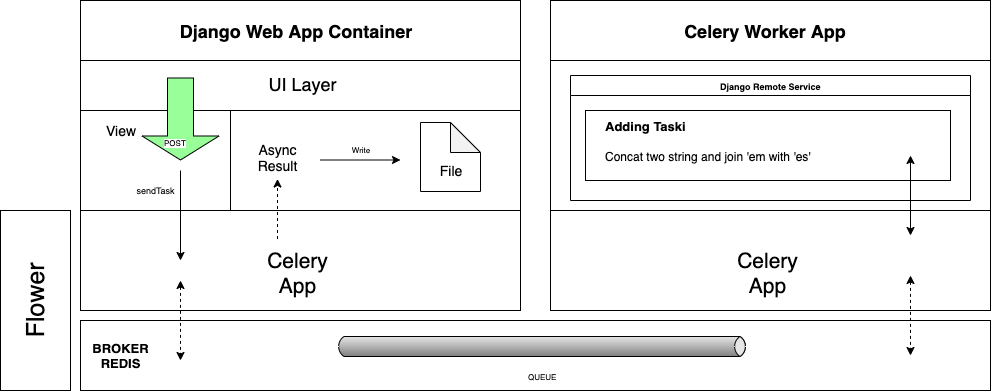 Django Web App Container
UI Layer
View
POST
sendTask
Async
Result
Write
File
Celery
App
Celery Worker App
Django Remote Service
Adding Taski
Concat two string and join 'em with 'es'
Celery
App
Flower
BROKER
REDIS
QUEUE